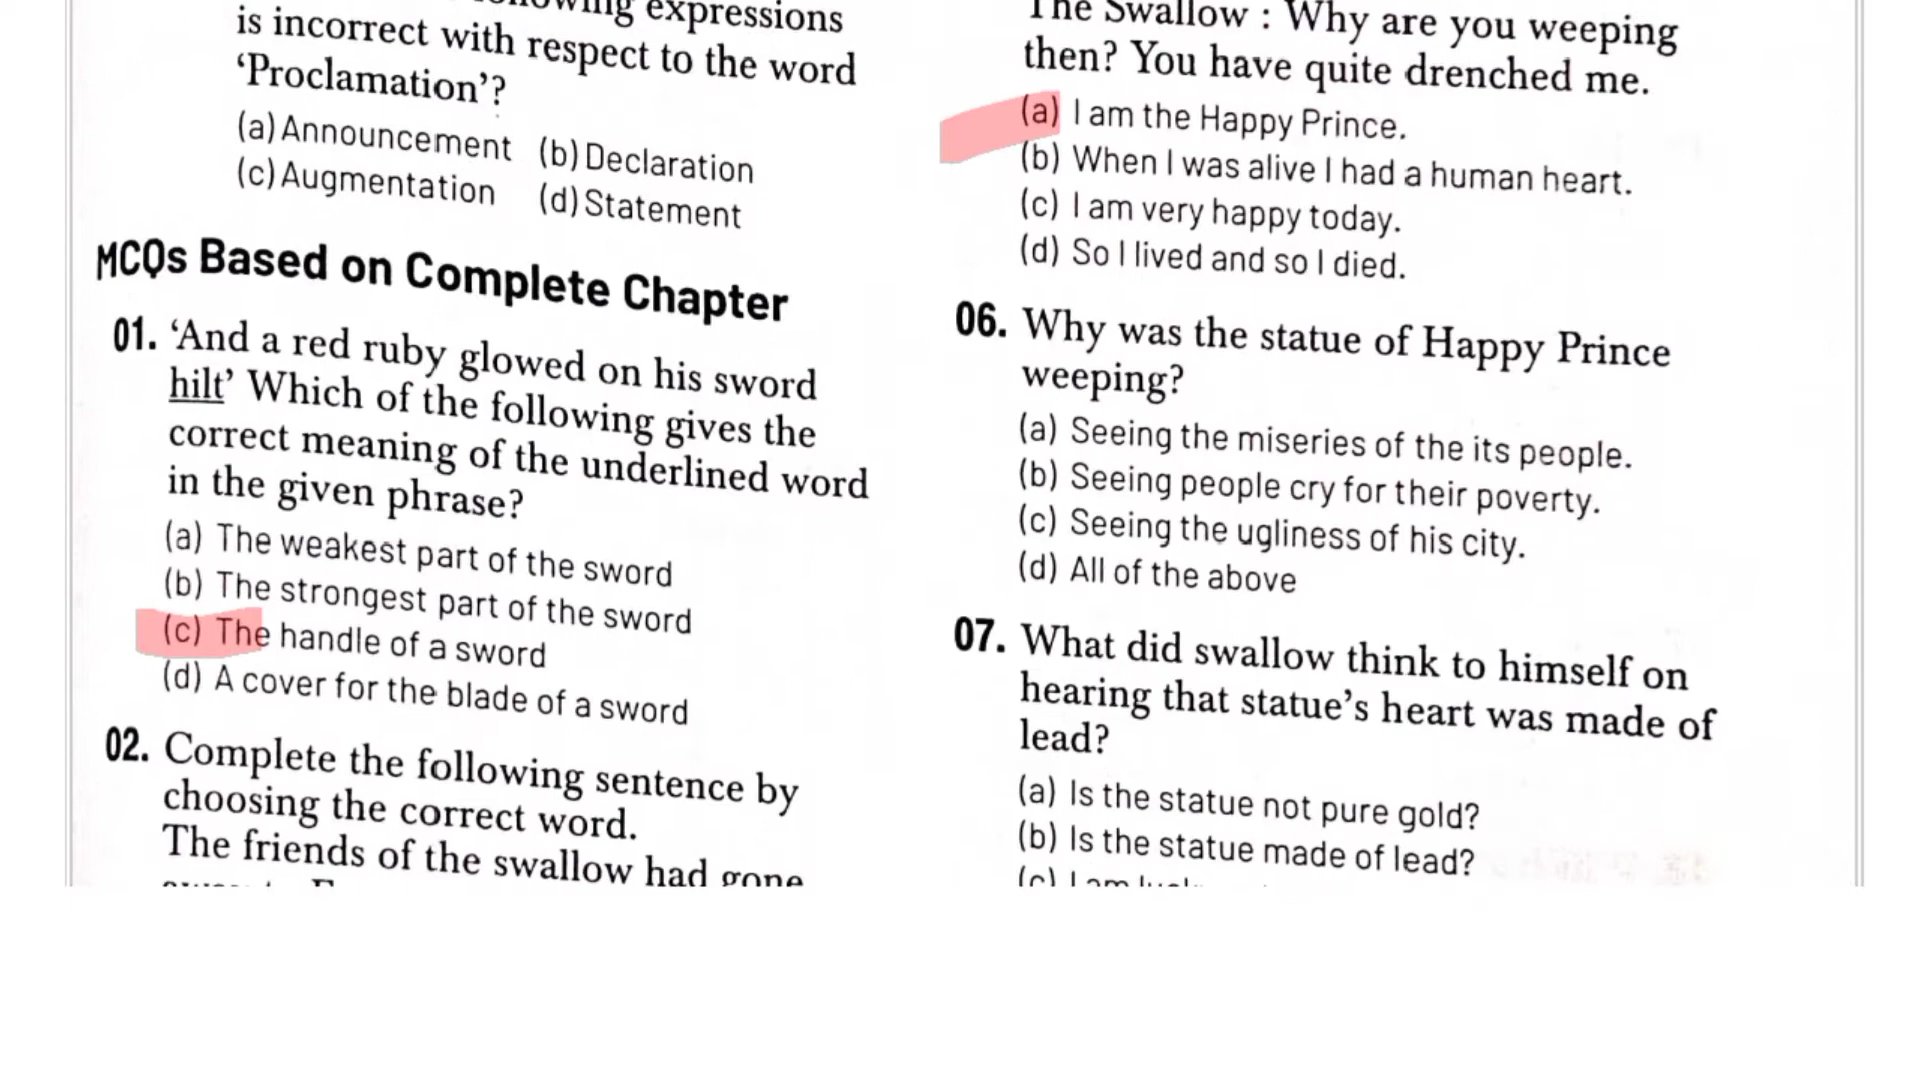 expressions
is incorrect with respect to the word
‘Proclamation’?
(a) Announcement (b) Declaration
(c) Augmentation (d) Statement
MCQs Based on Complete Chapter
01. ‘And a red ruby glowed on his sword
hilt’ Which of the following gives the
correct meaning of the underlined word
in the given phrase?
(a) The weakest part of the sword
(b) The strongest part of the sword
(c) The handle of a sword
(d) A cover for the blade of a sword
02. Complete the following sentence by
choosing the correct word.
The friends of the swallow had gone
The Swallow : Why are you weeping
then? You have quite drenched me.
(a) I am the Happy Prince.
(b) When I was alive I had a human heart.
(c) I am very happy today.
(d) So I lived and so I died.
06. Why was the statue of Happy Prince
weeping?
(a) Seeing the miseries of the its people.
(b) Seeing people cry for their poverty.
(c) Seeing the ugliness of his city.
(d) All of the above
07. What did swallow think to himself on
hearing that statue’s heart was made of
lead?
(a) Is the statue not pure gold?
(b) Is the statue made of lead?